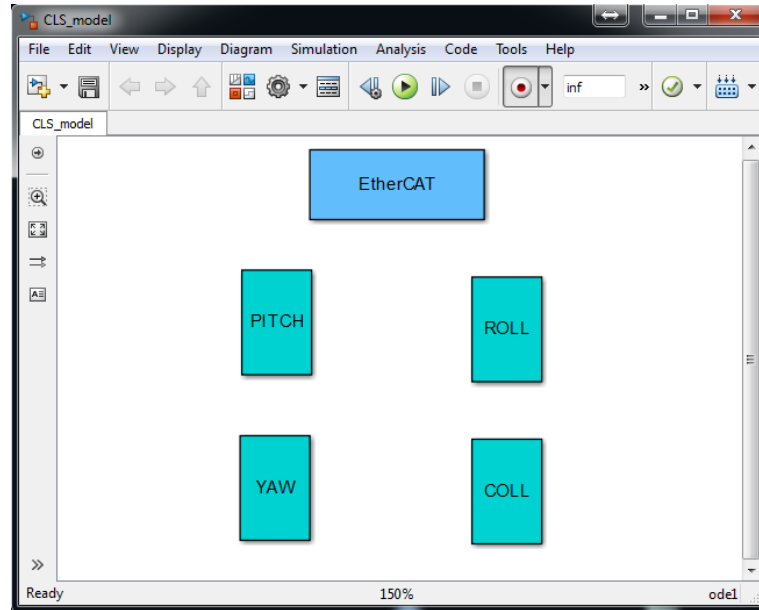 CLS_model
File Edit View Display Diagram Simulation Analysis Code Tools Help
inf
CLS_model
EtherCAT
PITCH
ROLL
YAW
COLL
Ready 150% ode1